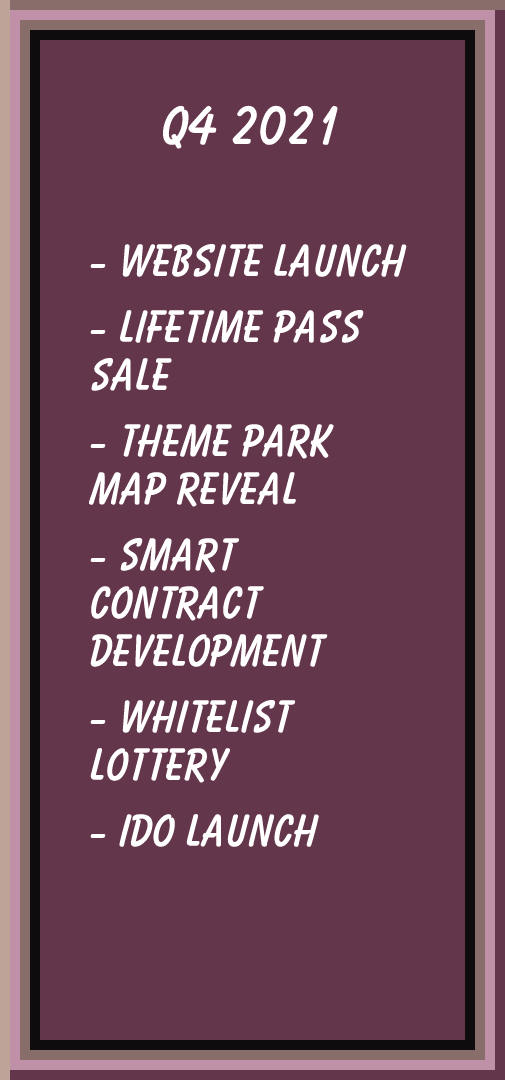 Q4 2021
- WEBSITE LAUNCH
- LIFETIME PASS
SALE
- THEME PARK
MAP REVEAL
- SMART
CONTRACT
DEVELOPMENT
- WHITELIST
LOTTERY
- IDO LAUNCH